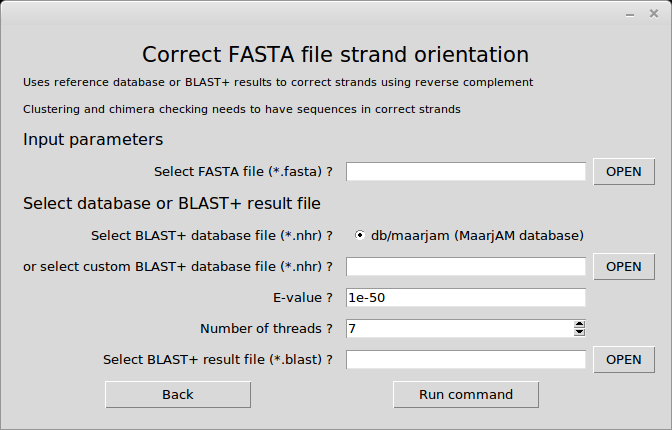 Correct FASTA file strand orientation
Uses reference database or BLAST+ results to correct strands using reverse complement
Clustering and chimera checking needs to have sequences in correct strands
Input parameters
Select FASTA file (*.fasta) ? OPEN
Select database or BLAST+ result file
Select BLAST+ database file (*.nhr) ? db/maarjam (MaarjAM database)
or select custom BLAST+ database file (*.nhr) ? OPEN
E-value ? 1e-50
Number of threads ? 7
Select BLAST+ result file (*.blast) ? OPEN
Back Run command